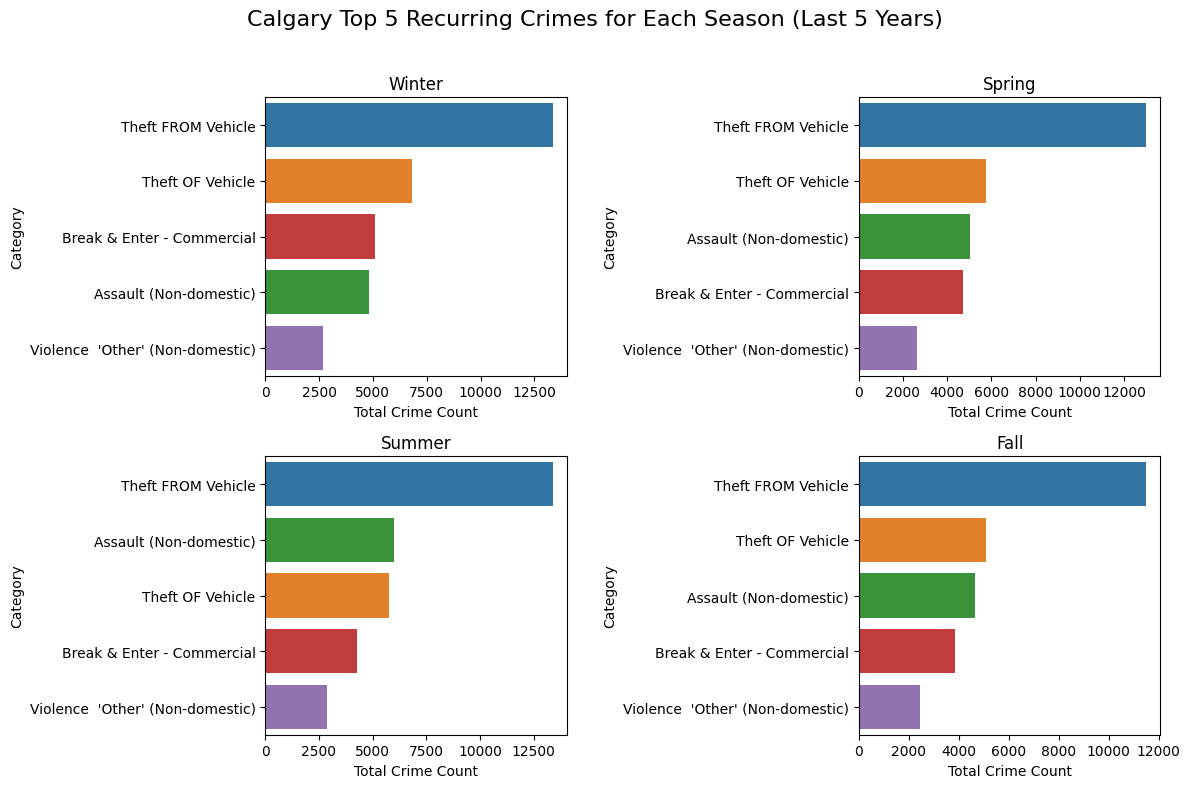 Calgary Top 5 Recurring Crimes for Each Season (Last 5 Years)
Winter
Category
Theft FROM Vehicle
Theft OF Vehicle
Break & Enter - Commercial
Assault (Non-domestic)
Violence  'Other' (Non-domestic)
0 2500 5000 7500 10000 12500
Total Crime Count
Spring
Category
Theft FROM Vehicle
Theft OF Vehicle
Assault (Non-domestic)
Break & Enter - Commercial
Violence  'Other' (Non-domestic)
0 2000 4000 6000 8000 10000 12000
Total Crime Count
Summer
Category
Theft FROM Vehicle
Assault (Non-domestic)
Theft OF Vehicle
Break & Enter - Commercial
Violence  'Other' (Non-domestic)
0 2500 5000 7500 10000 12500
Total Crime Count
Fall
Category
Theft FROM Vehicle
Theft OF Vehicle
Assault (Non-domestic)
Break & Enter - Commercial
Violence  'Other' (Non-domestic)
0 2000 4000 6000 8000 10000 12000
Total Crime Count